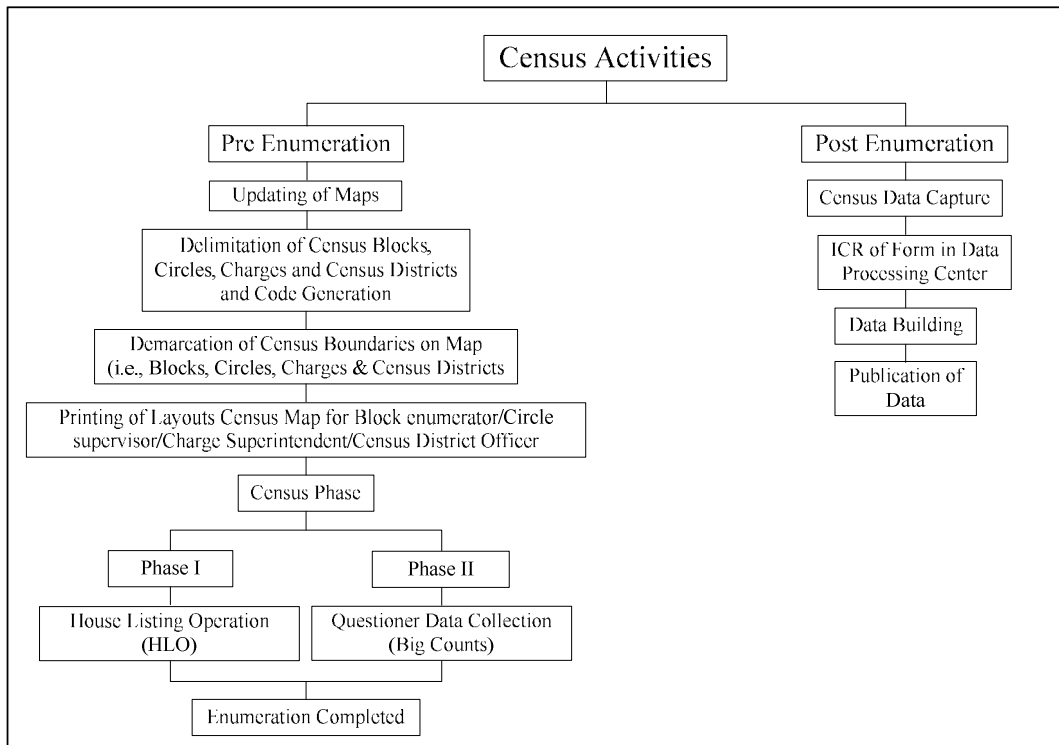 Census Activities
Pre Enumeration
Updating of Maps
Delimitation of Census Blocks,
Circles, Charges and Census Districts
and Code Generation
Demarcation of Census Boundaries on Map
(i.e., Blocks, Circles, Charges & Census Districts
Printing of Layouts Census Map for Block enumerator/Circle
supervisor/Charge Superintendent/Census District Officer
Census Phase
Phase I
House Listing Operation
(HLO)
Phase II
Questioner Data Collection
(Big Counts)
Enumeration Completed
Post Enumeration
Census Data Capture
ICR of Form in Data
Processing Center
Data Building
Publication of
Data